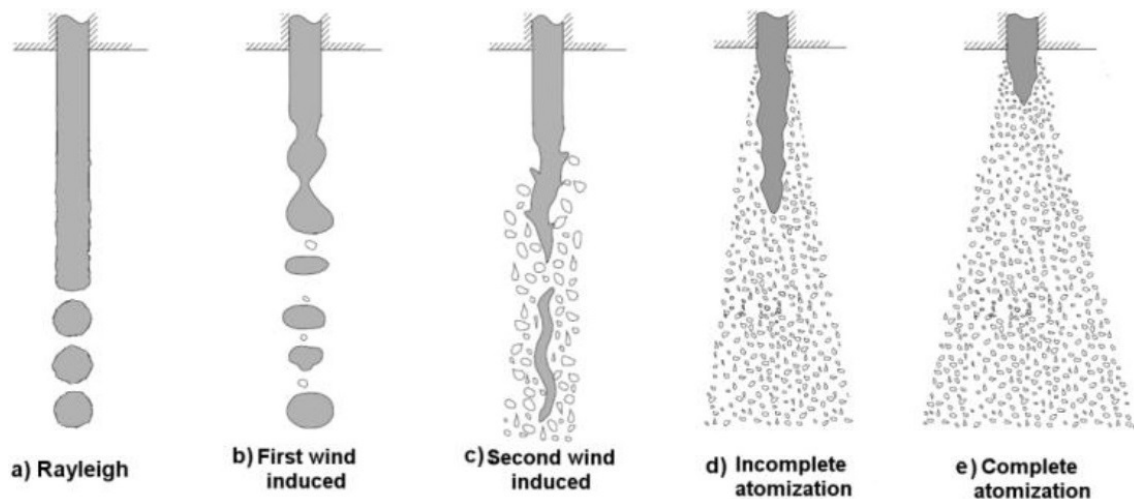 a) Rayleigh
b) First wind
induced
c) Second wind
induced
d) Incomplete
atomization
e) Complete
atomization